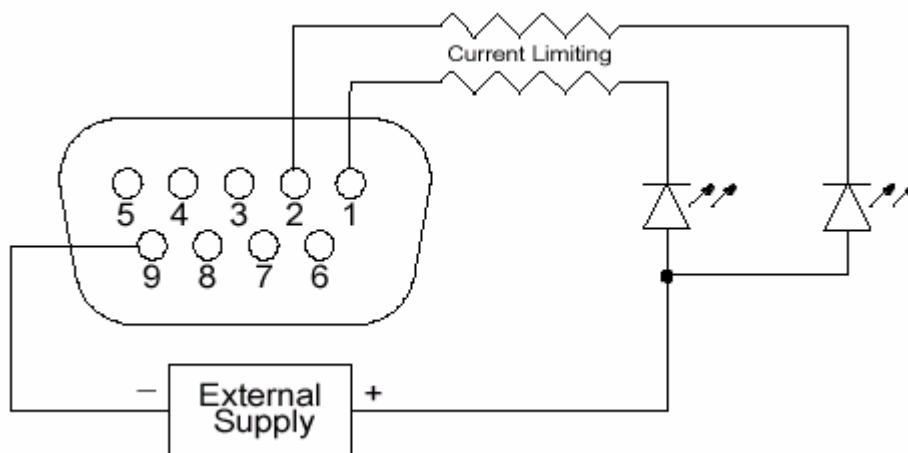 Current Limiting
5 4 3 2 1
9 8 7 6
− External +
Supply